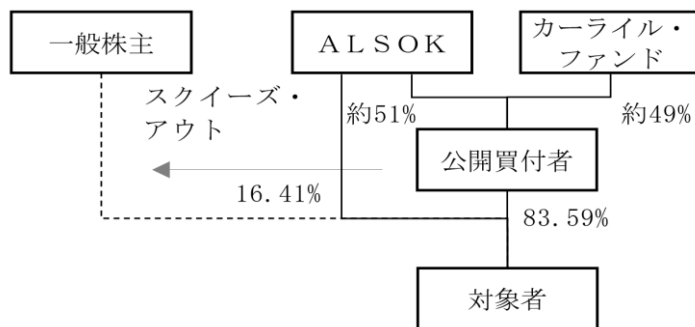 一般株主
ＡＬＳＯＫ
カーライル・
ファンド
スクイーズ・
アウト
約51%
約49%
公開買付者
16.41%
83.59%
対象者